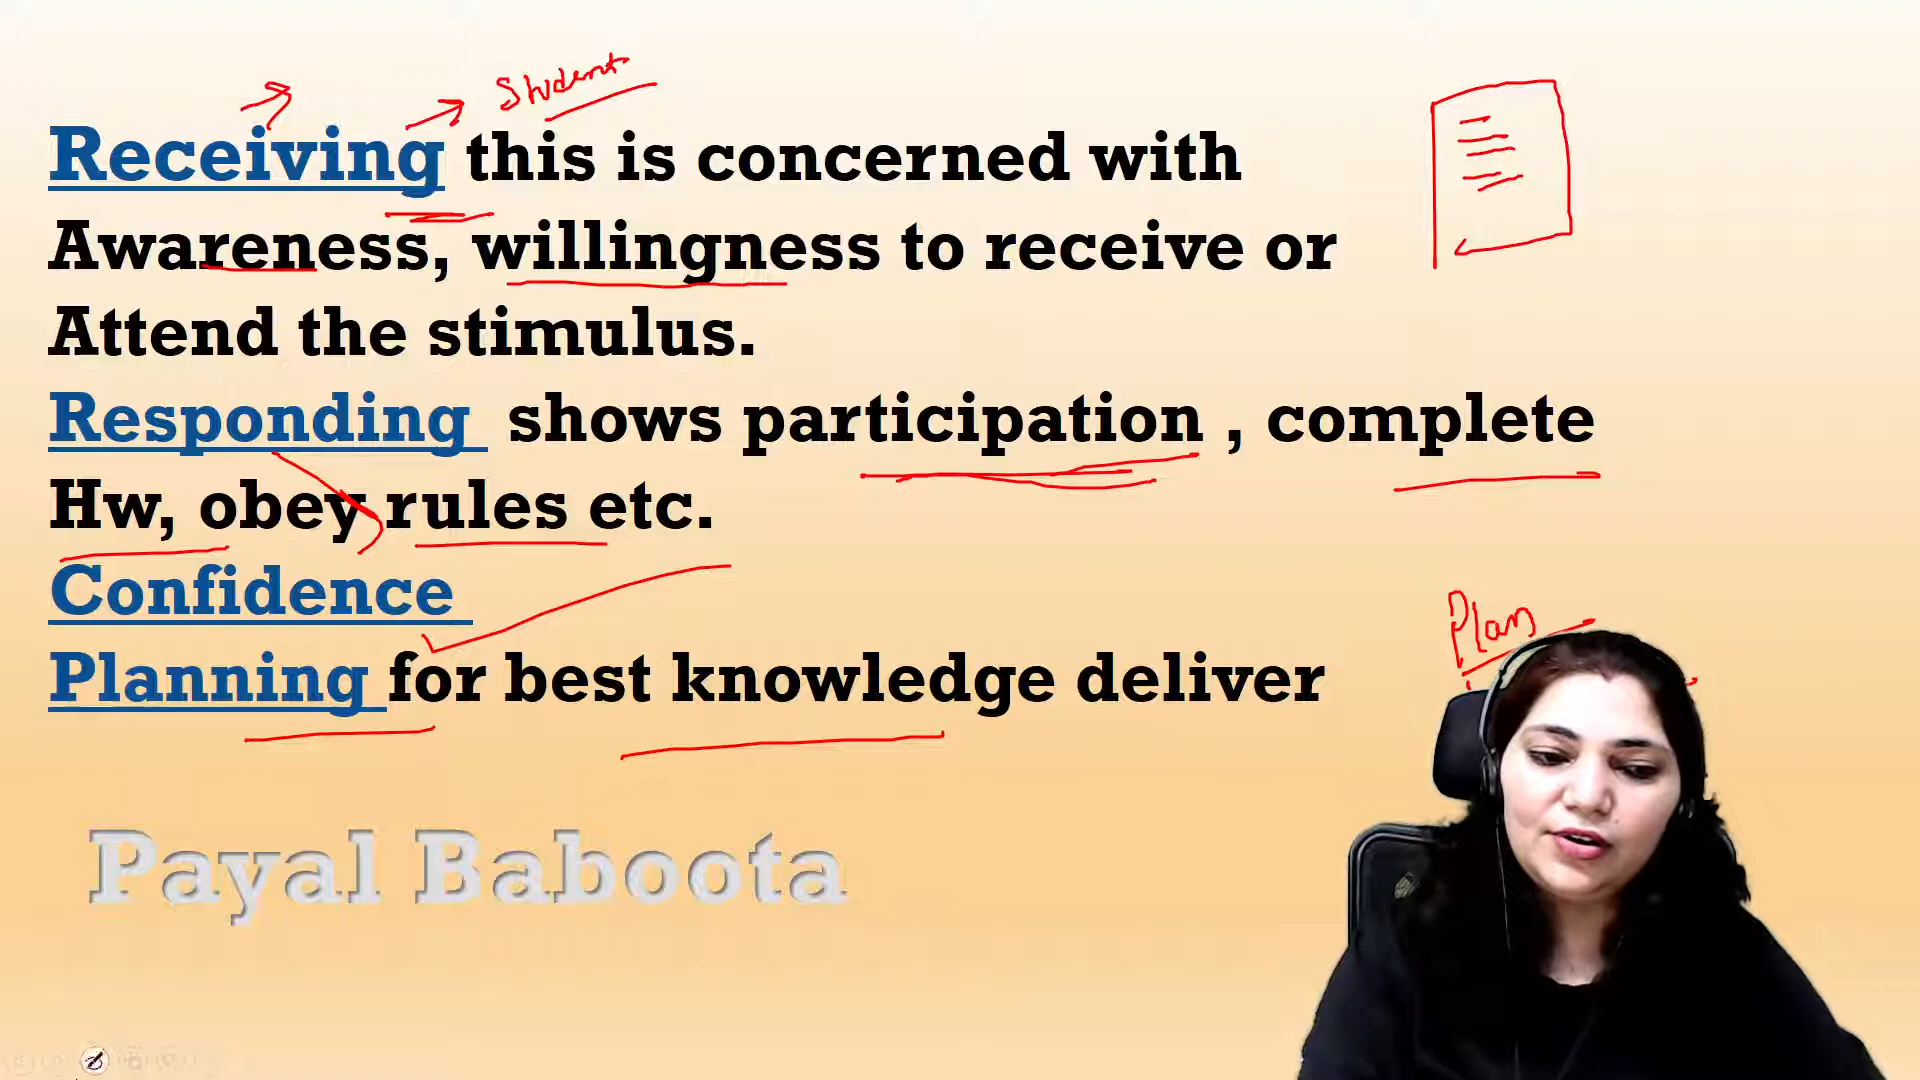 Student
Receiving this is concerned with
Awareness, willingness to receive or
Attend the stimulus.
Responding shows participation , complete
Hw, obey rules etc.
Confidence
Plan
Planning for best knowledge deliver
Payal Baboota